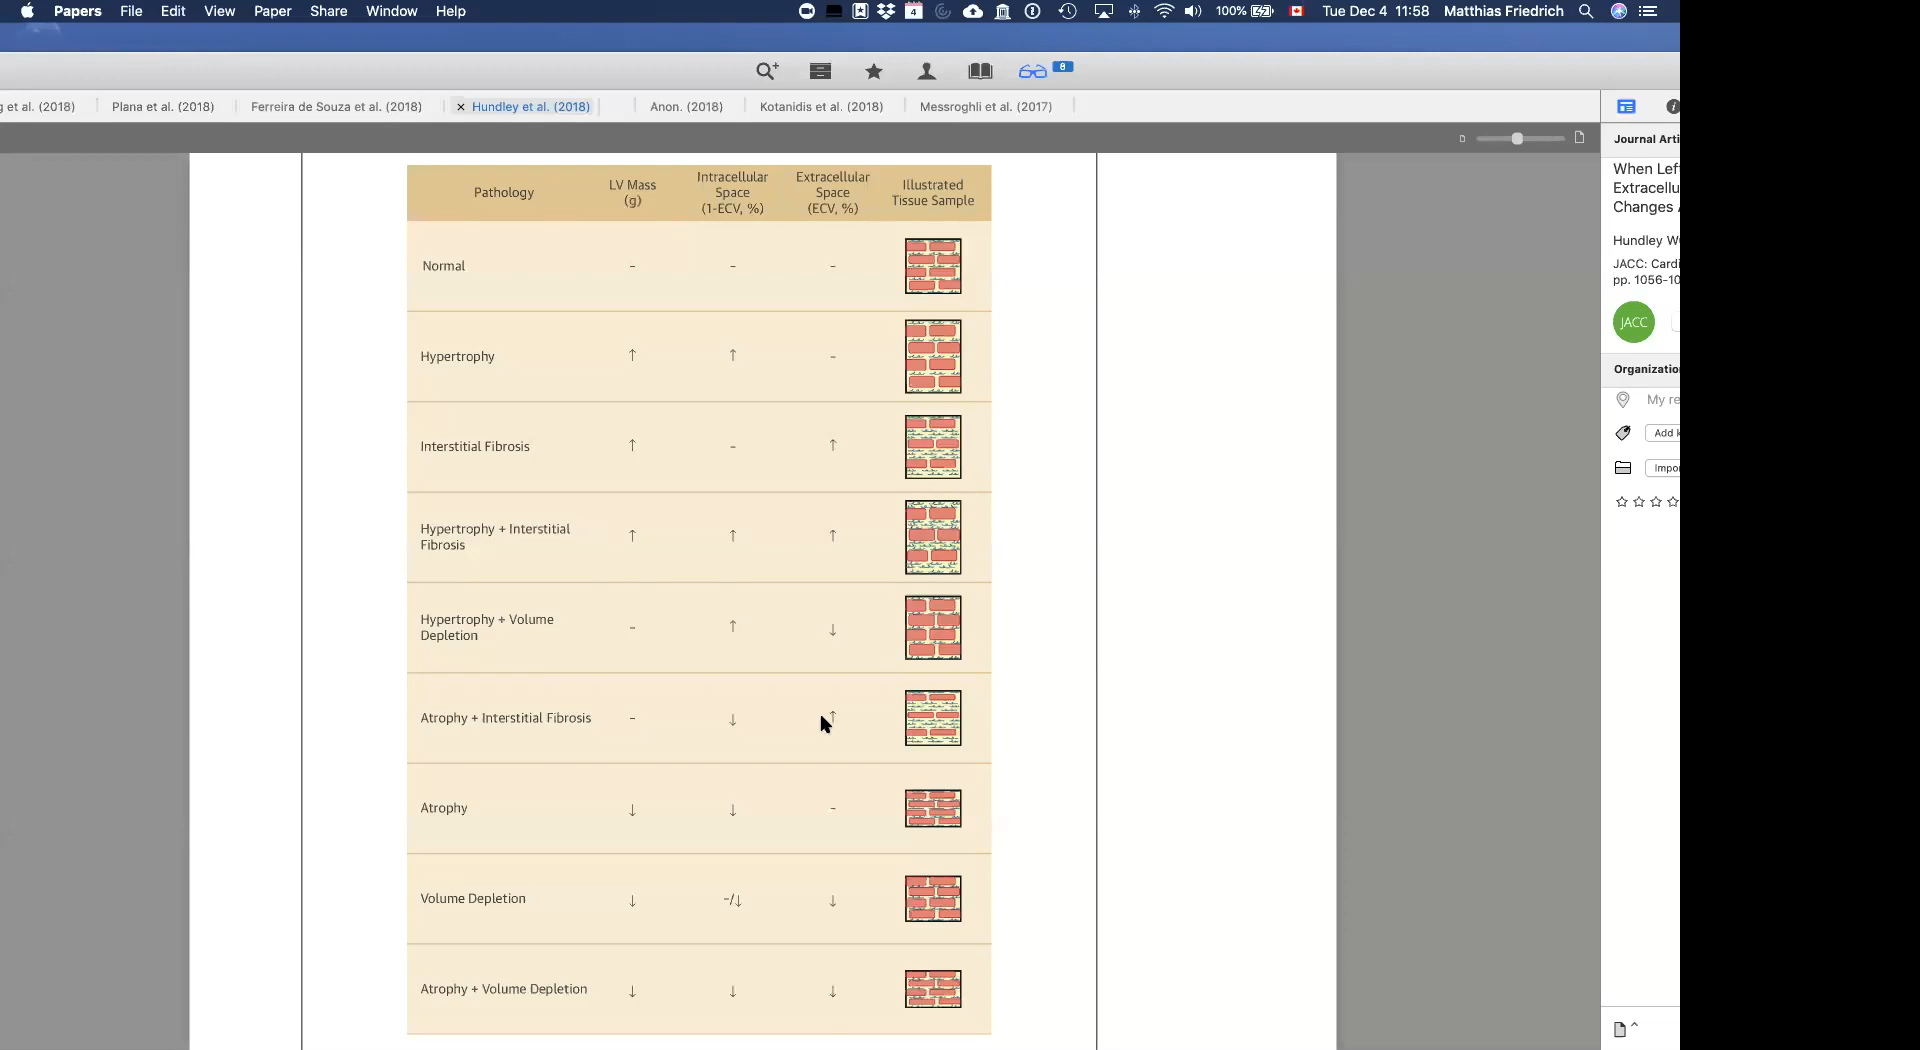 Papers File Edit View Paper Share Window Help 4 100% Tue Dec 4 11:58 Matthias Friedrich
8
et al. (2018) Plana et al. (2018) Ferreira de Souza et al. (2018) × Hundley et al. (2018) Anon. (2018) Kotanidis et al. (2018) Messroghli et al. (2017)
Journal Arti
When Lef
Extracellu
Changes
Hundley W
JACC: Cardi
pp. 1056-10
JACC
Organizatio
My re
Add k
Impo
Pathology
LV Mass
(g)
Intracellular
Space
(1-ECV, %)
Extracellular
Space
(ECV, %)
Illustrated
Tissue Sample
Normal - - -
Hypertrophy ↑ ↑ -
Interstitial Fibrosis ↑ - ↑
Hypertrophy + Interstitial
Fibrosis ↑ ↑ ↑
Hypertrophy + Volume
Depletion - ↑ ↓
Atrophy + Interstitial Fibrosis - ↓ ↑
Atrophy ↓ ↓ -
Volume Depletion ↓ -/↓ ↓
Atrophy + Volume Depletion ↓ ↓ ↓